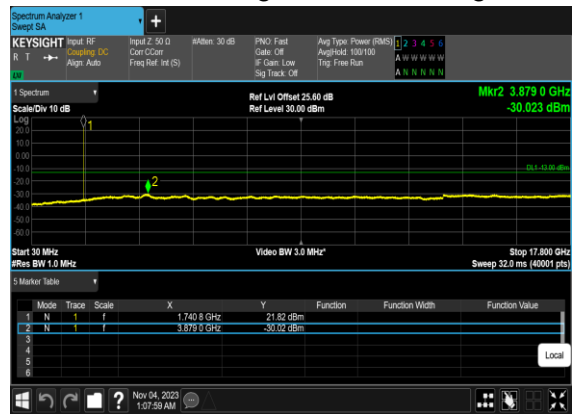 Spectrum Analyzer 1
Swept SA
+
KEYSIGHT Input: RF Input Z: 50 Ω #Atten: 30 dB PNO: Fast Avg Type: Power (RMS) 1 2 3 4 5 6
R T Coupling: DC Corr CCorr Gate: Off Avg|Hold: 100/100 A W W W W W
Align: Auto Freq Ref: Int (S) IF Gain: Low Trig: Free Run
Sig Track: Off A N N N N N
1 Spectrum Ref Lvl Offset 25.60 dB Mkr2 3.879 0 GHz
Scale/Div 10 dB Ref Level 30.00 dBm -30.023 dBm
Log
20.0
10.0
0.00
-10.0
-20.0
-30.0
-40.0
-50.0
-60.0
1
2
DL1 -13.00 dBm
Start 30 MHz Video BW 3.0 MHz* Stop 17.800 GHz
#Res BW 1.0 MHz Sweep 32.0 ms (40001 pts)
5 Marker Table
Mode Trace Scale X Y Function Function Width Function Value
1 N 1 f 1.740 8 GHz 21.82 dBm
2 N 1 f 3.879 0 GHz -30.02 dBm
3
4
5
6
Local
? Nov 04, 2023
1:07:59 AM